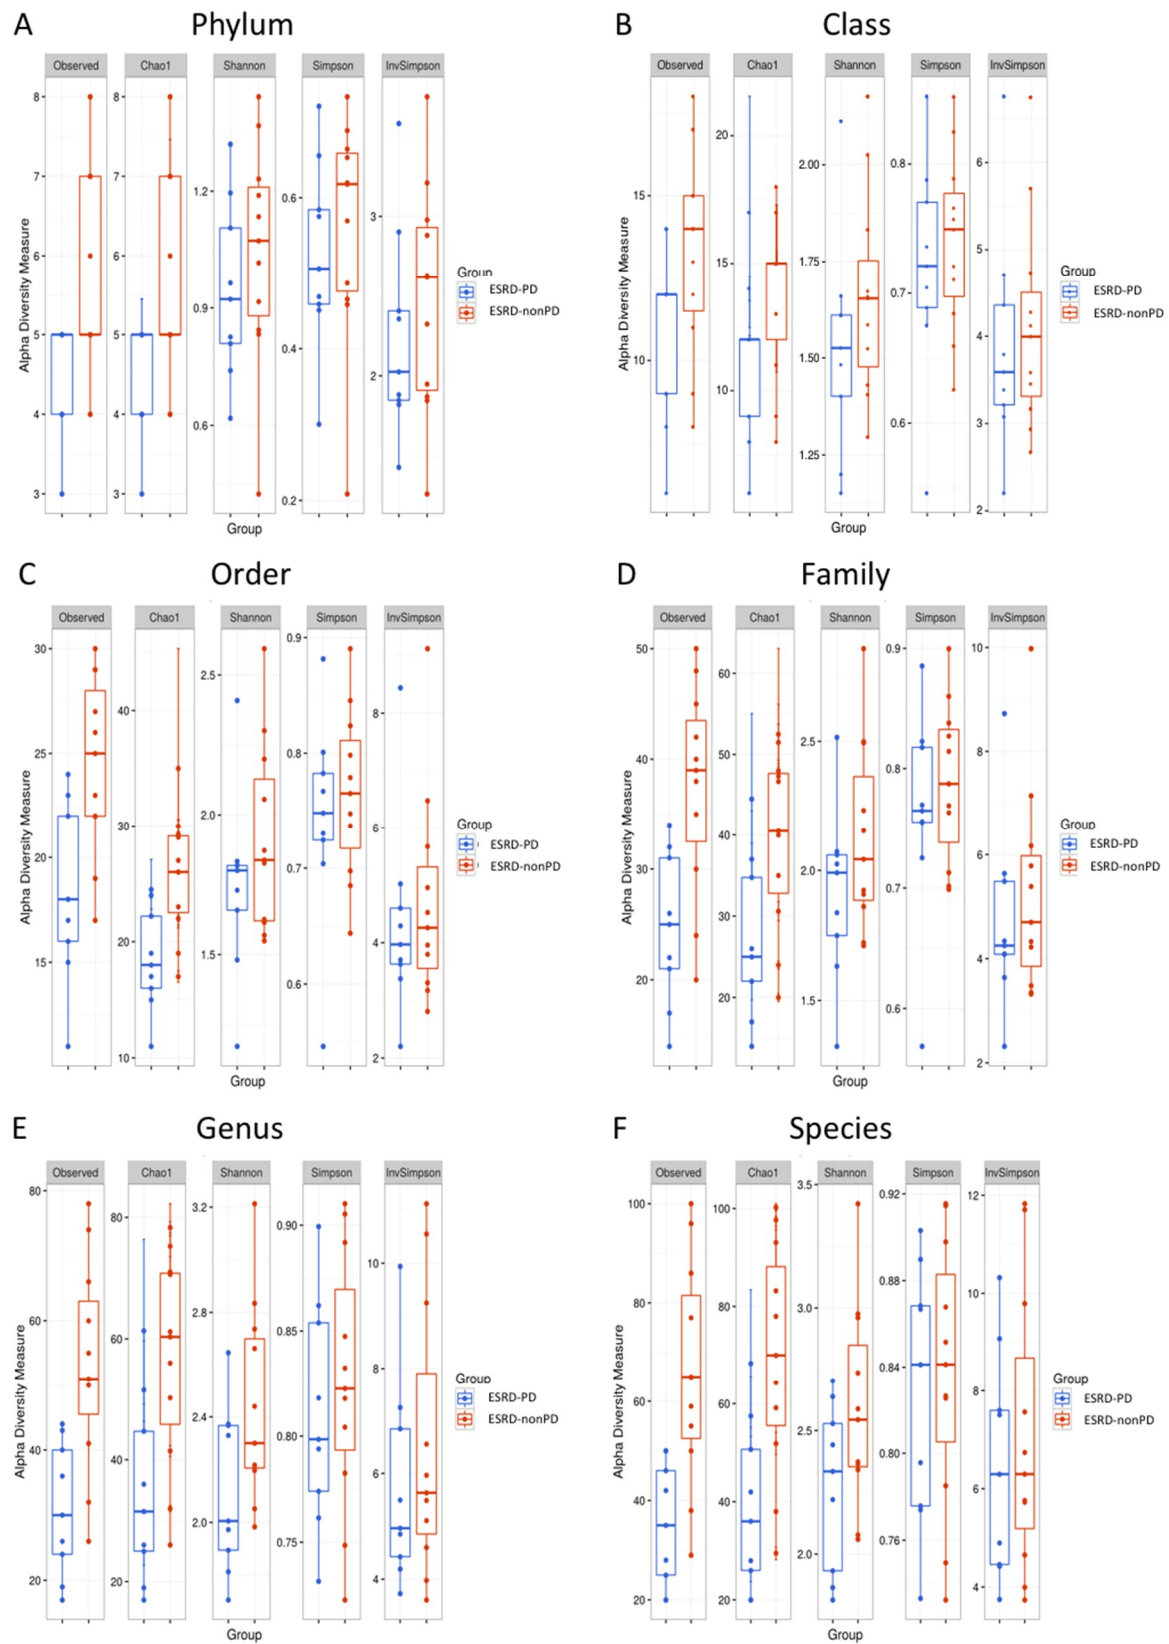 A Phylum
Observed Chao1 Shannon Simpson InvSimpson
Alpha Diversity Measure
8 7 6 5 4 3
8 7 6 5 4 3
1.2 0.9 0.6
0.6 0.4 0.2
3 2
Group
Group
ESRD-PD
ESRD-nonPD
B Class
Observed Chao1 Shannon Simpson InvSimpson
Alpha Diversity Measure
15 10
20 15 10
2.00 1.75 1.50 1.25
0.8 0.7 0.6
6 5 4 3 2
Group
Group
ESRD-PD
ESRD-nonPD
C Order
Observed Chao1 Shannon Simpson InvSimpson
Alpha Diversity Measure
30 25 20 15
40 30 20 10
2.5 2.0 1.5
0.9 0.8 0.7 0.6
8 6 4 2
Group
Group
ESRD-PD
ESRD-nonPD
D Family
Observed Chao1 Shannon Simpson InvSimpson
Alpha Diversity Measure
50 40 30 20
60 50 40 30 20
2.5 2.0 1.5
0.9 0.8 0.7 0.6
10 8 6 4 2
Group
Group
ESRD-PD
ESRD-nonPD
E Genus
Observed Chao1 Shannon Simpson InvSimpson
Alpha Diversity Measure
80 60 40 20
80 60 40 20
3.2 2.8 2.4 2.0
0.90 0.85 0.80 0.75
10 8 6 4
Group
Group
ESRD-PD
ESRD-nonPD
F Species
Observed Chao1 Shannon Simpson InvSimpson
Alpha Diversity Measure
100 80 60 40 20
100 80 60 40 20
3.5 3.0 2.5 2.0
0.92 0.88 0.84 0.80 0.76
12 10 8 6 4
Group
Group
ESRD-PD
ESRD-nonPD